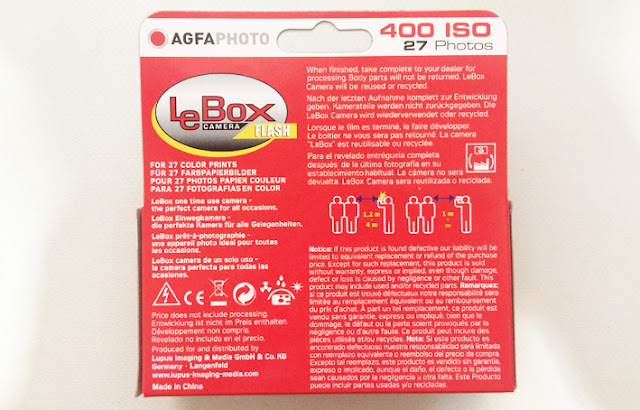 AGFAPHOTO
400 ISO
27 Photos
LeBox
CAMERA
FLASH
FOR 27 COLOR PRINTS
FÜR 27 FARBPAPIERBILDER
POUR 27 PHOTOS PAPIER COULEUR
PARA 27 FOTOGRAFIAS EN COLOR
LeBox one time use camera -
the perfect camera for all occasions.
LeBox Einwegkamera -
die perfekte Kamera für alle Gelegenheiten.
LeBox prêt-à-photographie -
une appareil photo ideal pour toutes
les occasions.
LeBox camera de un solo uso -
la camera perfecta para todas las
ocasiones.
CE
Price does not include processing.
Entwicklung ist nicht im Preis enthalten.
Développement non compris.
Revelado no incluido en el precio.
Produced for and distributed by
Lupus Imaging & Media GmbH & Co. KG
Germany - Langenfeld
www.lupus-imaging-media.com
Made in China
When finished, take complete to your dealer for
processing. Body parts will not be returned. LeBox
Camera will be reused or recycled.
Nach der letzten Aufnahme komplett zur Entwicklung
geben. Kamerateile werden nicht zurückgegeben. Die
LeBox Camera wird wiederverwendet oder recycled.
Lorsque le film es terminé, le faire développer.
Le boitier ne vous sera pas retourné. La camera
"LeBox" est reutilisable ou recyclée.
Para el revelado entréguela completa
después de la última fotografía en su
establecimiento habitual. La cámara no será
devuelta. LeBox Camera sera reutilizada o reciclada.
1,2 m
4 m
1 m
∞
Notice: If this product is found defective our liability will be
limited to equivalent replacement or refund of the purchase
price. Except for such replacement, this product is sold
without warranty, express or implied, even though damage,
defect or loss is caused by negligence or other fault. This
product may include used and/or recycled parts. Remarquez:
si ce produit est trouvé défectueux notre responsabilité será
limitée au remplacement équivalent ou au remboursement
du prix d'achat. À part un tel remplacement, ce produit est
vendu sans garantie, express ou impliqué, bien que le
dommage, le défaut ou la perte soient provoqués par la
négligence ou d'autre faute. Ce produit peut inclure des
pièces utilisés et/ou recyclés. Note: Si este producto es
encontrado defectuoso nuestra responsabilidad será limitada
con reemplazo equivalente o reembolso del precio de compra.
Excepto tal reemplazo, este producto es vendido sin garantía,
expreso o implicado, aunque el daño, el defecto o la pérdida
sean causados por la negligencia u otra falta. Este Producto
puede incluir partes usadas y/o recicladas.